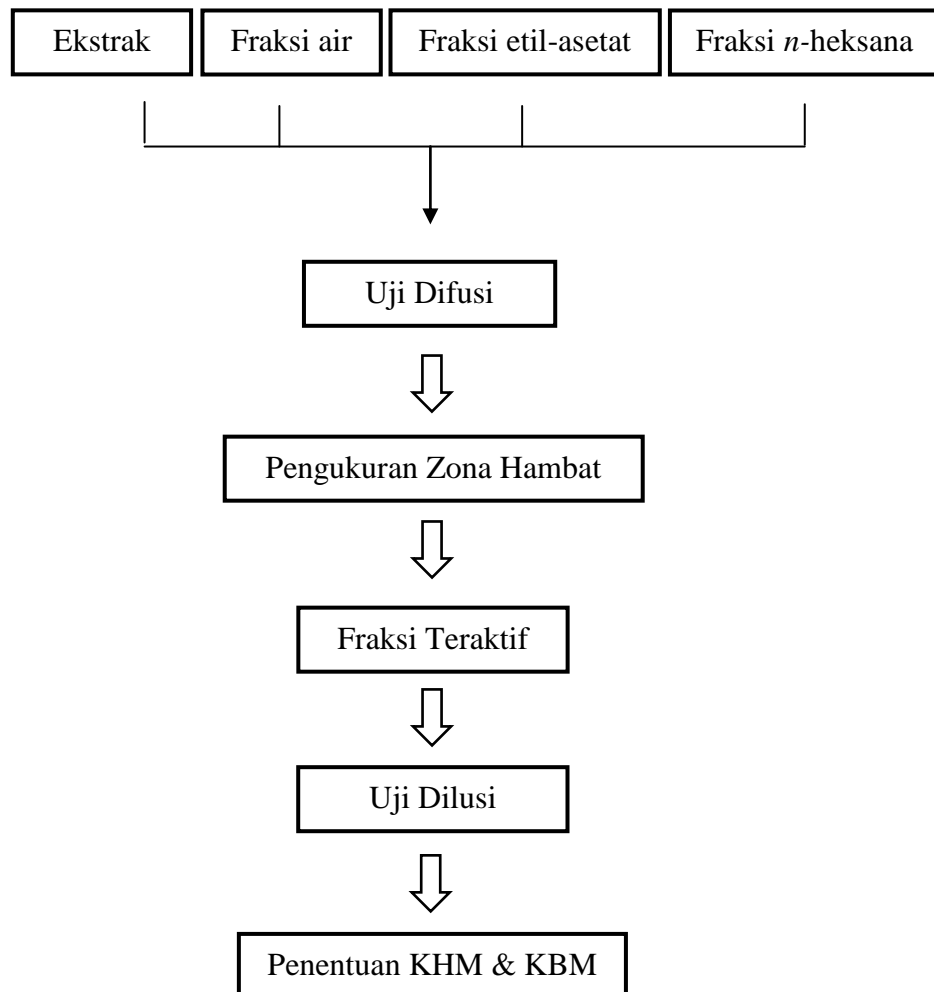 Ekstrak
Fraksi air
Fraksi etil-asetat
Fraksi n-heksana
Uji Difusi
Pengukuran Zona Hambat
Fraksi Teraktif
Uji Dilusi
Penentuan KHM & KBM